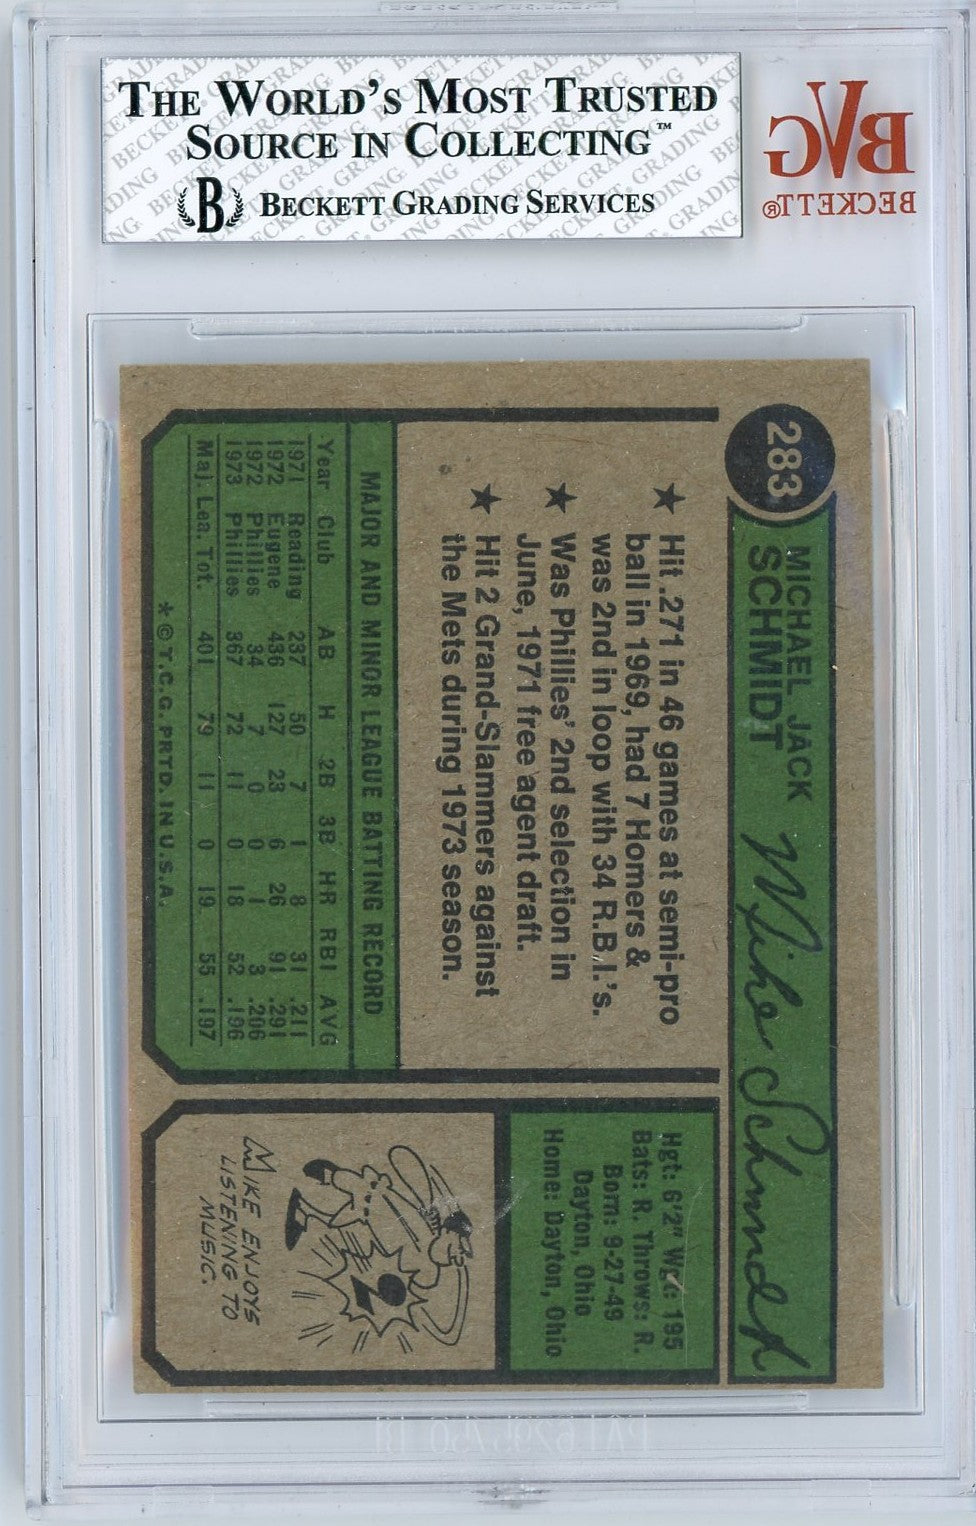 THE WORLD'S MOST TRUSTED
SOURCE IN COLLECTING™
B BECKETT GRADING SERVICES
BVG
BECKETT®
283
MICHAEL JACK
SCHMIDT
Mike Schmidt
★ Hit .271 in 46 games at semi-pro
ball in 1969, had 7 Homers &
was 2nd in loop with 34 R.B.I.'s.
★ Was Phillies' 2nd selection in
June, 1971 free agent draft.
★ Hit 2 Grand-Slammers against
the Mets during 1973 season.
MAJOR AND MINOR LEAGUE BATTING RECORD
Year Club AB H 2B 3B HR RBI AVG
1971 Reading 237 50 7 1 8 31 .211
1972 Eugene 436 127 23 6 26 91 .291
1972 Phillies 34 7 0 0 1 3 .206
1973 Phillies 367 72 11 0 18 52 .196
Maj. Lea. Tot. 401 79 11 0 19 55 .197
*©T.C.G. PRTD. IN U.S.A.
Hgt: 6'2" Wgt: 195
Bats: R. Throws: R.
Born: 9-27-49
Dayton, Ohio
Home: Dayton, Ohio
MIKE ENJOYS
LISTENING TO
MUSIC.